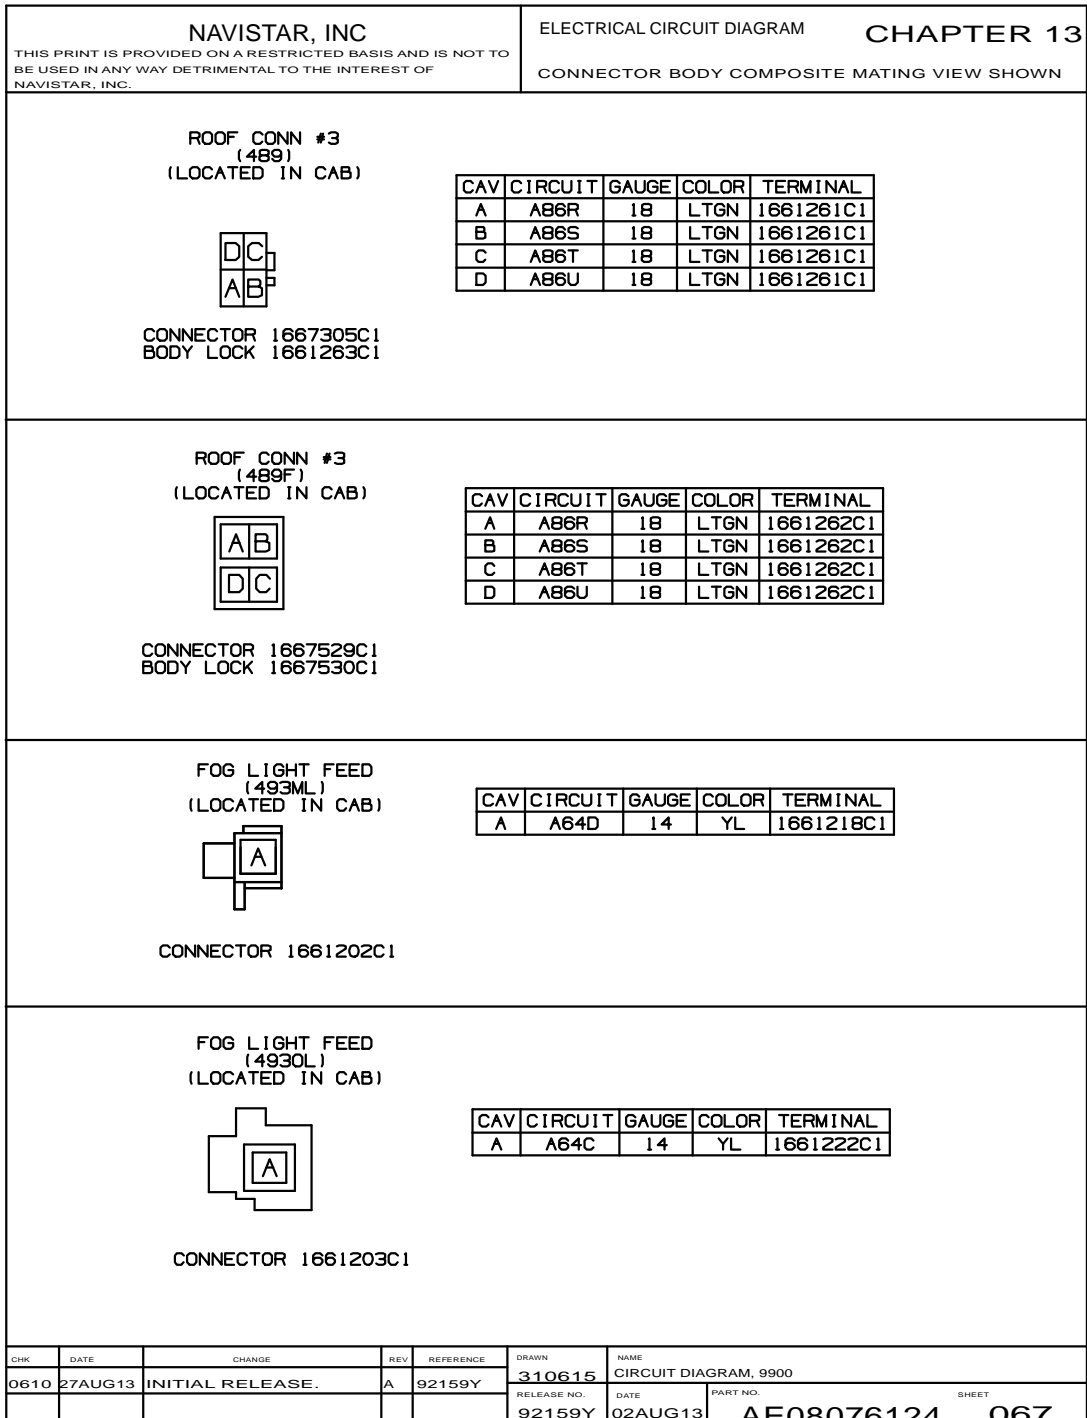 NAVISTAR, INC
THIS PRINT IS PROVIDED ON A RESTRICTED BASIS AND IS NOT TO
BE USED IN ANY WAY DETRIMENTAL TO THE INTEREST OF
NAVISTAR, INC.
ELECTRICAL CIRCUIT DIAGRAM CHAPTER 13
CONNECTOR BODY COMPOSITE MATING VIEW SHOWN
ROOF CONN #3
(489)
(LOCATED IN CAB)
D C
A B
CONNECTOR 1667305C1
BODY LOCK 1661263C1
CAV CIRCUIT GAUGE COLOR TERMINAL
A A86R 18 LTGN 1661261C1
B A86S 18 LTGN 1661261C1
C A86T 18 LTGN 1661261C1
D A86U 18 LTGN 1661261C1
ROOF CONN #3
(489F)
(LOCATED IN CAB)
A B
D C
CONNECTOR 1667529C1
BODY LOCK 1667530C1
CAV CIRCUIT GAUGE COLOR TERMINAL
A A86R 18 LTGN 1661262C1
B A86S 18 LTGN 1661262C1
C A86T 18 LTGN 1661262C1
D A86U 18 LTGN 1661262C1
FOG LIGHT FEED
(493ML)
(LOCATED IN CAB)
A
CONNECTOR 1661202C1
CAV CIRCUIT GAUGE COLOR TERMINAL
A A64D 14 YL 1661218C1
FOG LIGHT FEED
(493OL)
(LOCATED IN CAB)
A
CONNECTOR 1661203C1
CAV CIRCUIT GAUGE COLOR TERMINAL
A A64C 14 YL 1661222C1
CHK DATE CHANGE REV REFERENCE
0610 27AUG13 INITIAL RELEASE. A 92159Y
DRAWN
310615
NAME
CIRCUIT DIAGRAM, 9900
RELEASE NO.
92159Y
DATE
02AUG13
PART NO.
AE08076124
SHEET
067